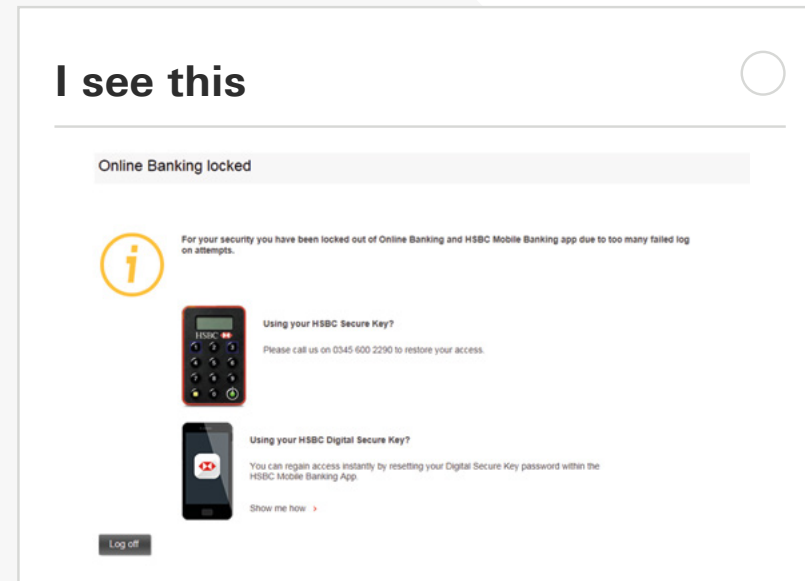 I see this
Online Banking locked
For your security you have been locked out of Online Banking and HSBC Mobile Banking app due to too many failed log
on attempts.
Using your HSBC Secure Key?
HSBC
Please call us on 0345 600 2290 to restore your access.
Using your HSBC Digital Secure Key?
You can regain access instantly by resetting your Digital Secure Key password within the
HSBC Mobile Banking App.
Show me how >
Log off